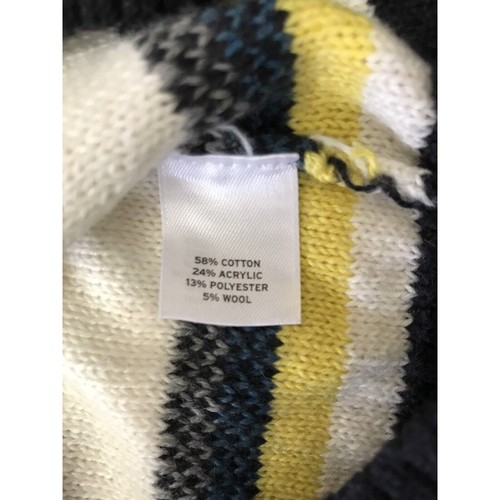 58% COTTON
24% ACRYLIC
13% POLYESTER
5% WOOL